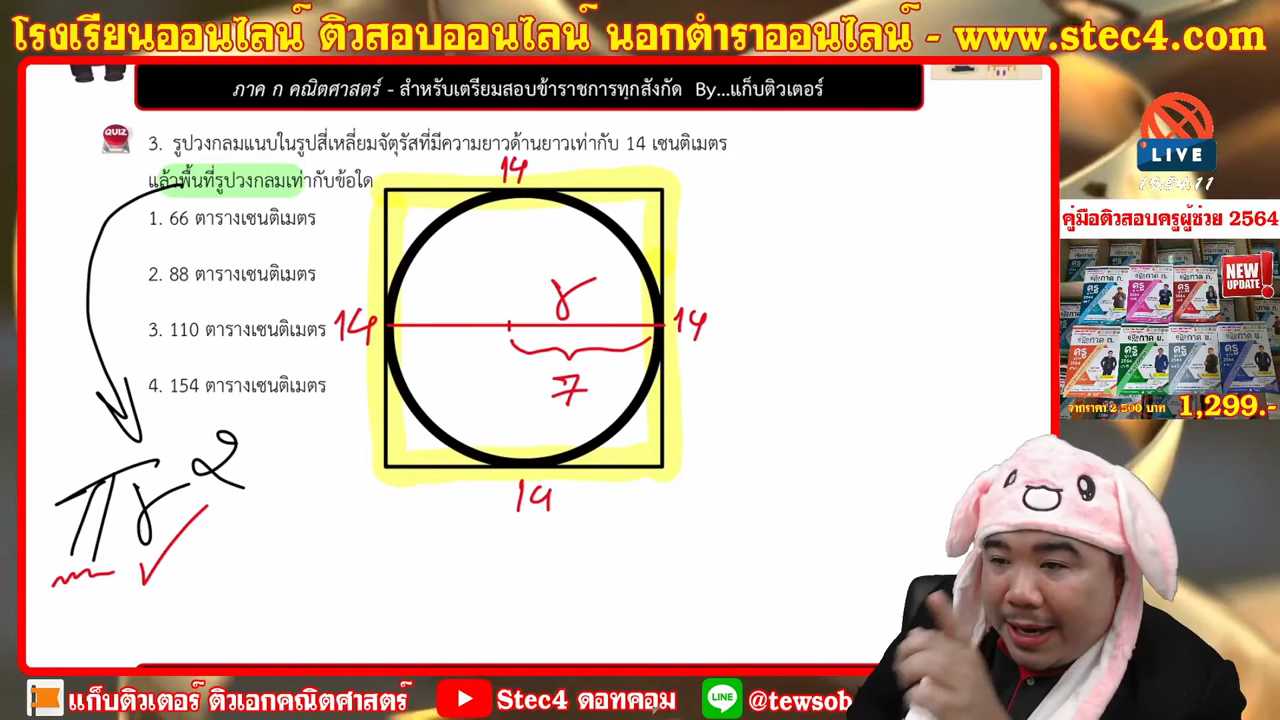 โรงเรียนออนไลน์ ติวสอบออนไลน์ นอกตำราออนไลน์ - www.stec4.com
ภาค ก คณิตศาสตร์ - สำหรับเตรียมสอบข้าราชการทุกสังกัด By...แก็บติวเตอร์
QUIZ
3. รูปวงกลมแนบในรูปสี่เหลี่ยมจัตุรัสที่มีความยาวด้านยาวเท่ากับ 14 เซนติเมตร
แล้วพื้นที่รูปวงกลมเท่ากับข้อใด
1. 66 ตารางเซนติเมตร
2. 88 ตารางเซนติเมตร
3. 110 ตารางเซนติเมตร
4. 154 ตารางเซนติเมตร
14
r
14
14
7
14
πr2
LIVE
คู่มือติวสอบครูผู้ช่วย 2564
NEW UPDATE!
จากราคา 2,500 บาท 1,299.-
แก็บติวเตอร์ ติวเอกคณิตศาสตร์
Stec4 ดอทคอม
LINE
@tewsob